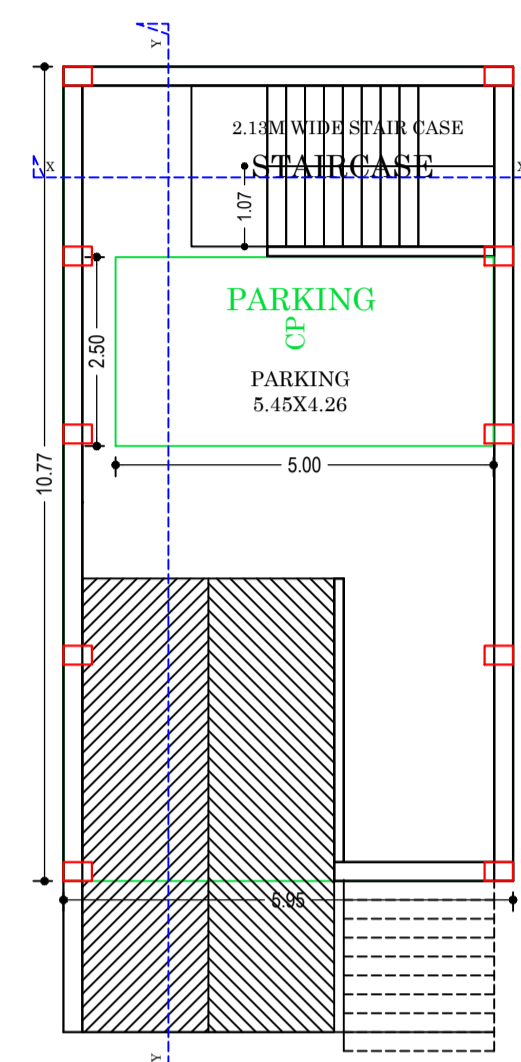 Y
2.13M WIDE STAIR CASE
X
STAIRCASE
X
1.07
PARKING
CP
2.50
PARKING
5.45X4.26
5.00
10.77
5.95
Y